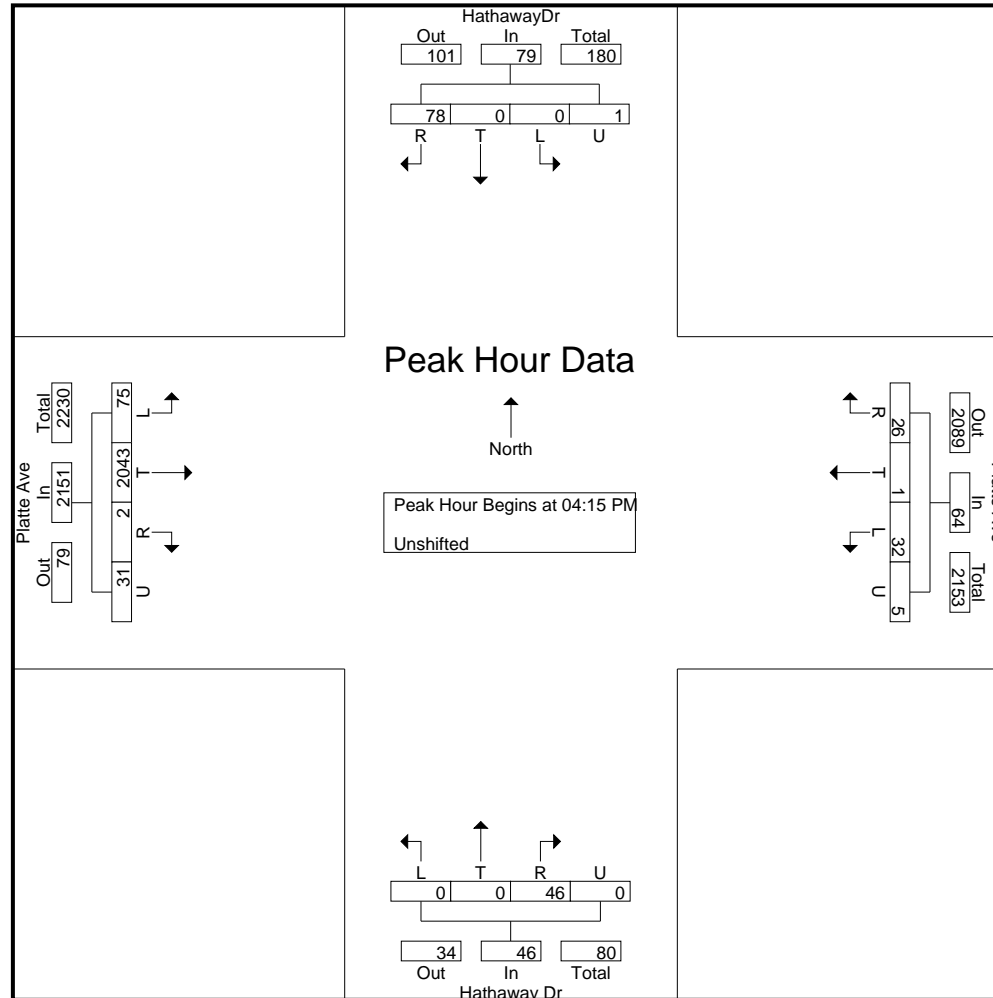 HathawayDr
Out In Total
101 79 180
78 0 0 1
R T L U
Peak Hour Data
North
Peak Hour Begins at 04:15 PM
Unshifted
Platte Ave
Out In Total
79 2151 2230
31 2 2043 75
U R T L
R T L U
26 1 32 5
Out In Total
2089 64 2153
L T R U
0 0 46 0
34 46 80
Out In Total
Hathaway Dr